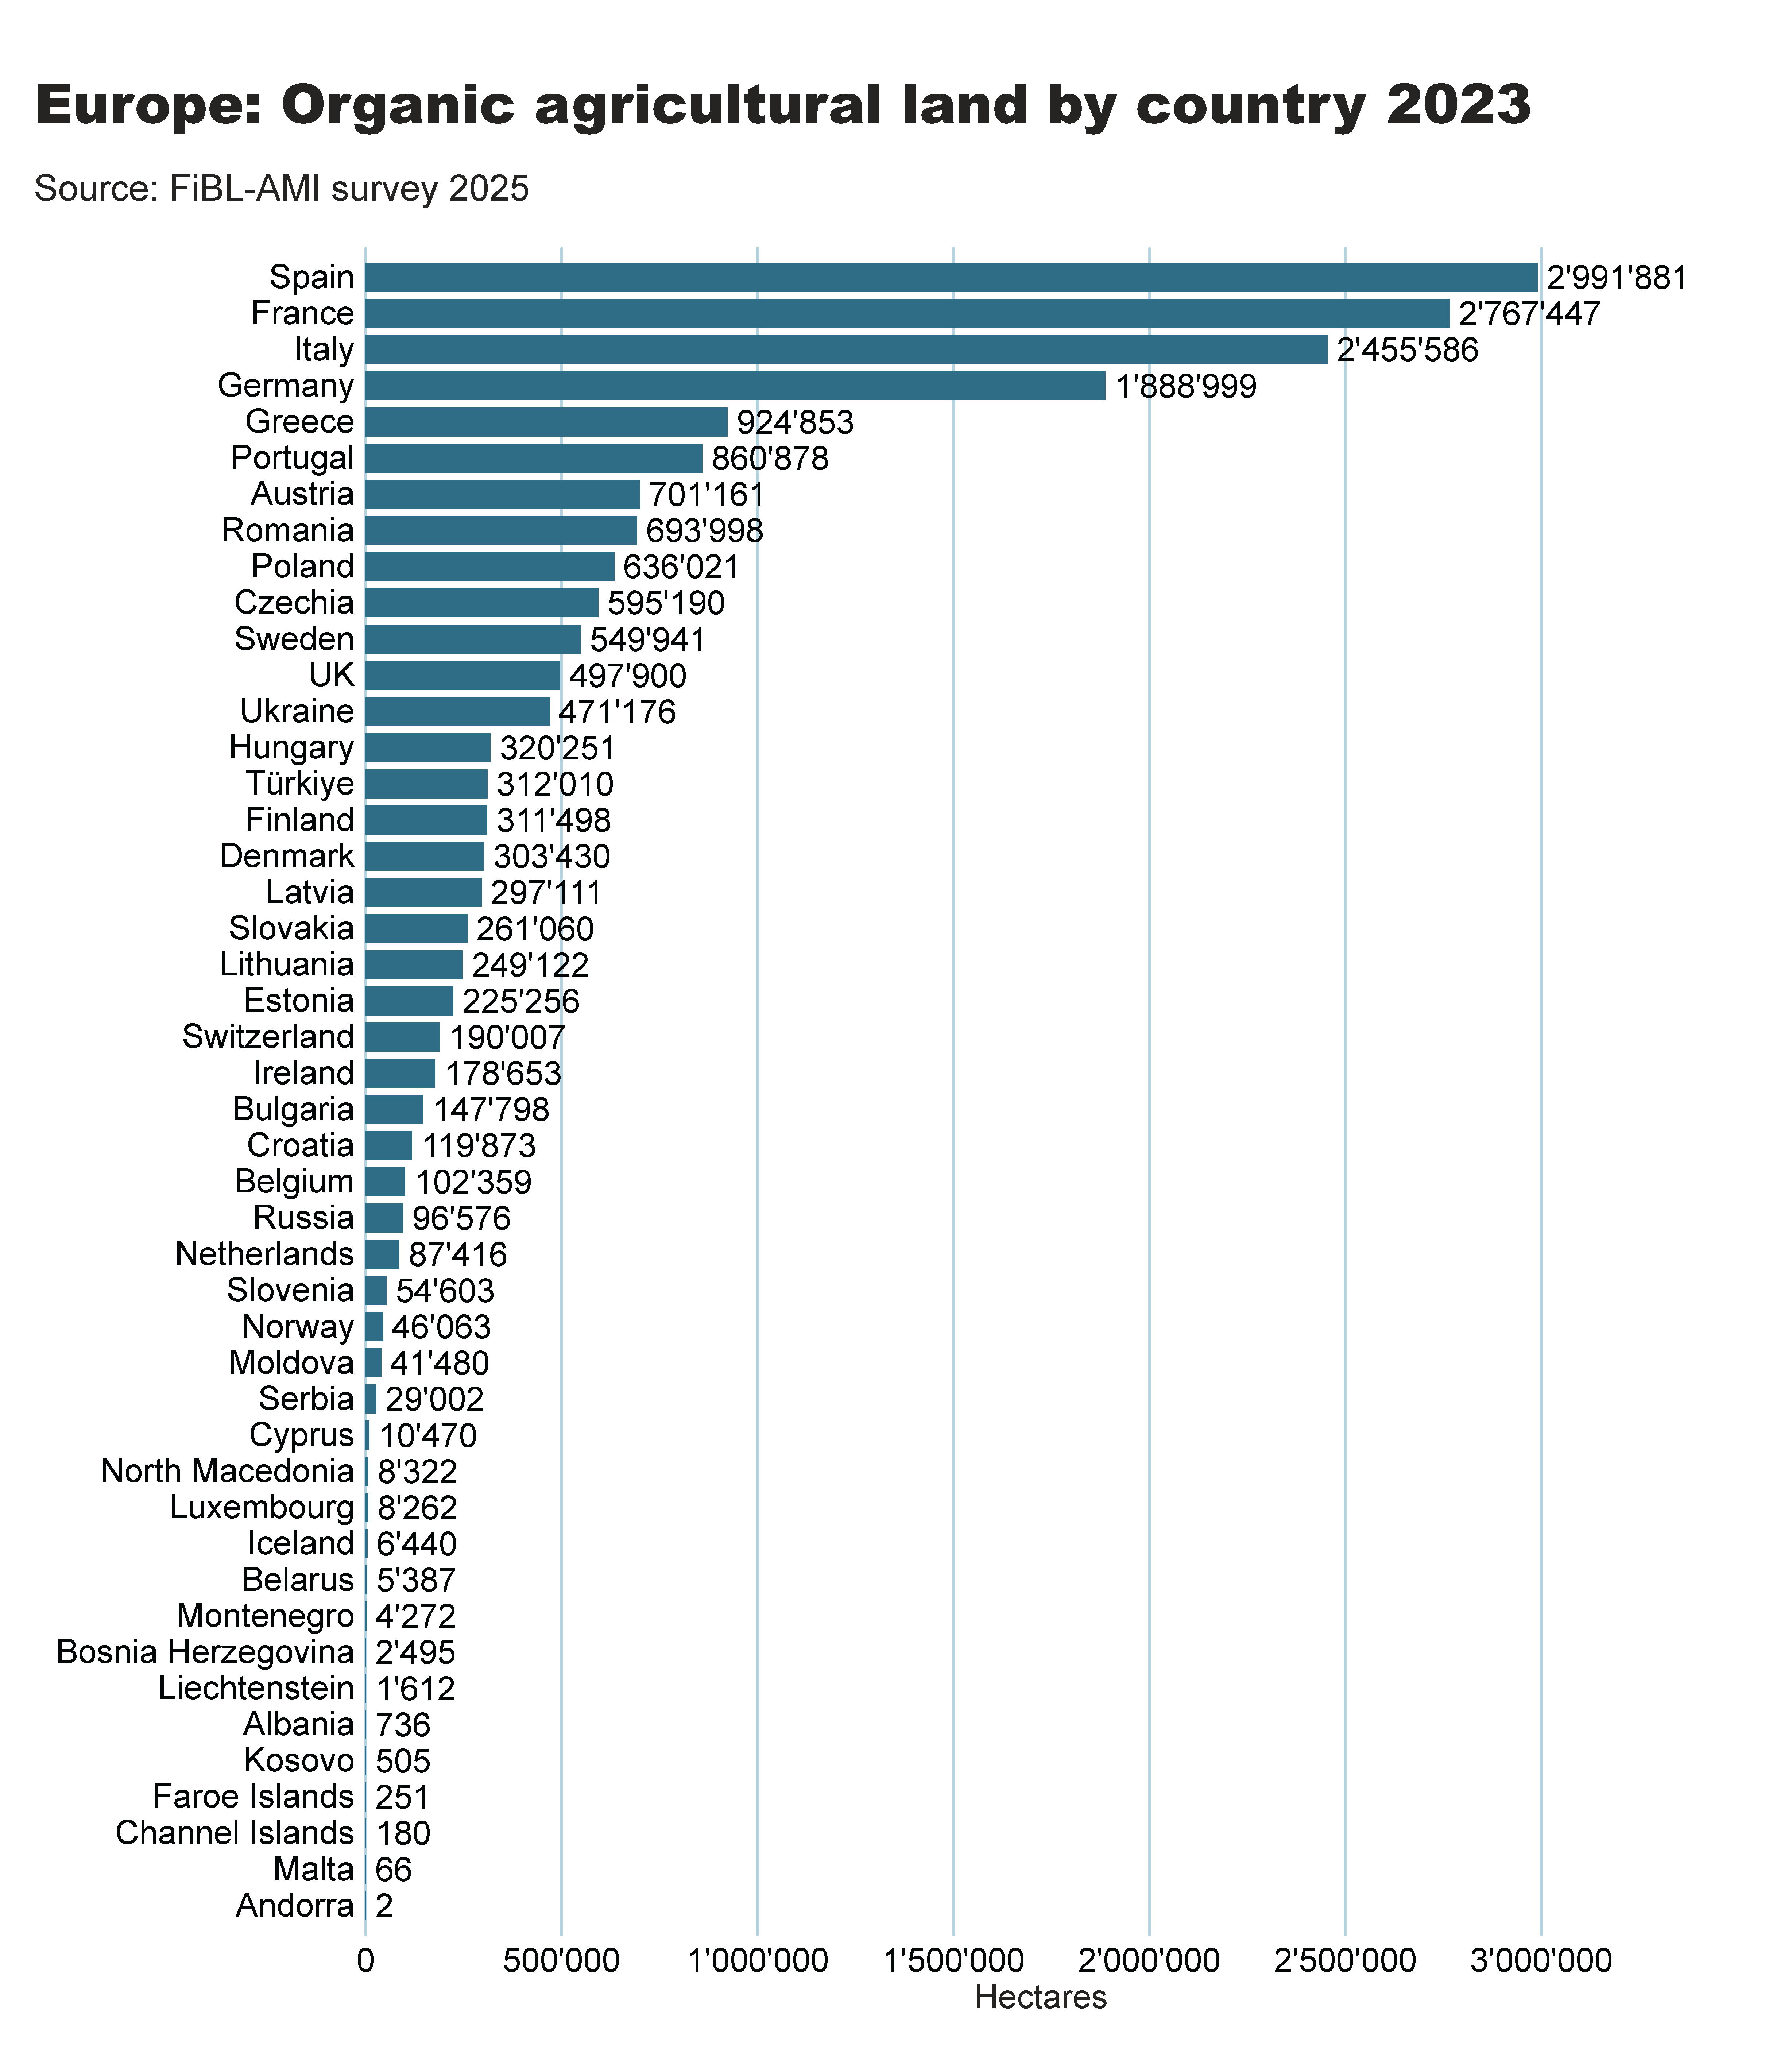 Europe: Organic agricultural land by country 2023
Source: FiBL-AMI survey 2025
Spain 2'991'881
France 2'767'447
Italy 2'455'586
Germany 1'888'999
Greece 924'853
Portugal 860'878
Austria 701'161
Romania 693'998
Poland 636'021
Czechia 595'190
Sweden 549'941
UK 497'900
Ukraine 471'176
Hungary 320'251
Türkiye 312'010
Finland 311'498
Denmark 303'430
Latvia 297'111
Slovakia 261'060
Lithuania 249'122
Estonia 225'256
Switzerland 190'007
Ireland 178'653
Bulgaria 147'798
Croatia 119'873
Belgium 102'359
Russia 96'576
Netherlands 87'416
Slovenia 54'603
Norway 46'063
Moldova 41'480
Serbia 29'002
Cyprus 10'470
North Macedonia 8'322
Luxembourg 8'262
Iceland 6'440
Belarus 5'387
Montenegro 4'272
Bosnia Herzegovina 2'495
Liechtenstein 1'612
Albania 736
Kosovo 505
Faroe Islands 251
Channel Islands 180
Malta 66
Andorra 2
0 500'000 1'000'000 1'500'000 2'000'000 2'500'000 3'000'000
Hectares